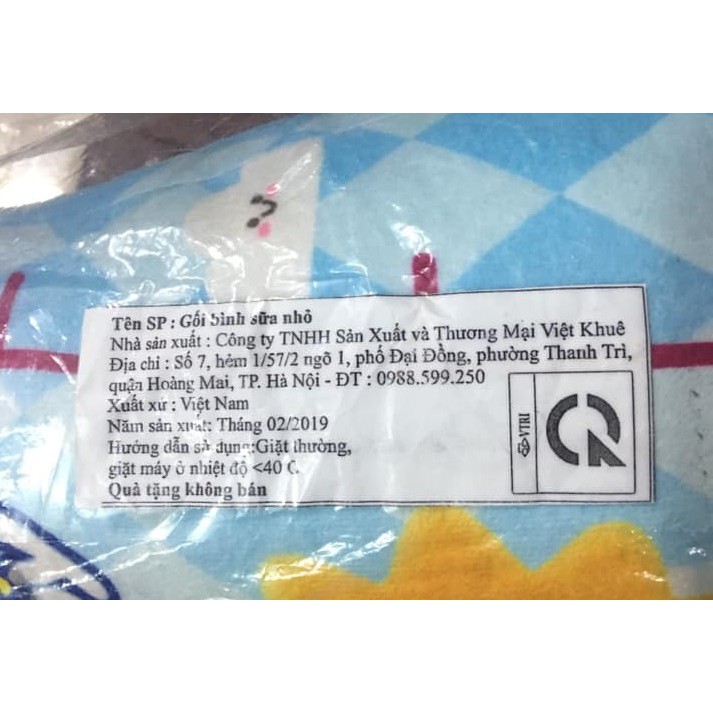 Tên SP : Gối bình sữa nhỏ
Nhà sản xuất : Công ty TNHH Sản Xuất và Thương Mại Việt Khuê
Địa chỉ : Số 7, hẻm 1/57/2 ngõ 1, phố Đại Đồng, phường Thanh Trì,
quận Hoàng Mai, TP. Hà Nội - ĐT : 0988.599.250
Xuất xứ : Việt Nam
Năm sản xuất: Tháng 02/2019
Hướng dẫn sử dụng:Giặt thường,
giặt máy ở nhiệt độ <40 C.
Quà tặng không bán
VTRI
CR